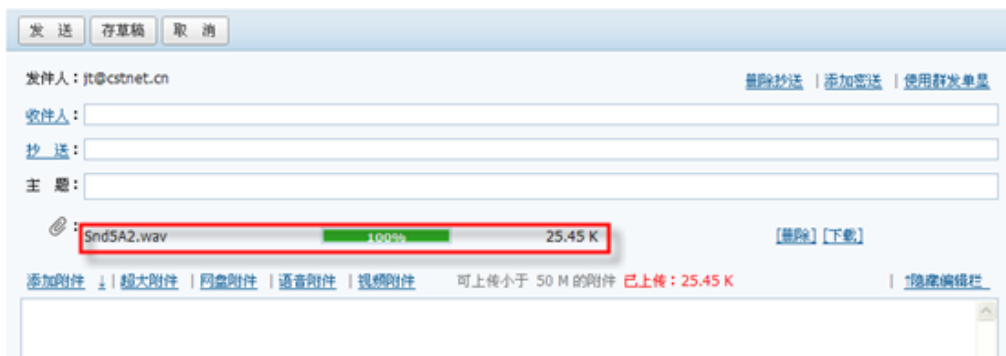 发 送 存草稿 取 消
发件人：jt@cstnet.cn 删除抄送 | 添加密送 | 使用群发单显
收件人：
抄 送：
主 题：
: Snd5A2.wav 100% 25.45 K [删除] [下载]
添加附件 ↓ | 超大附件 | 网盘附件 | 语音附件 | 视频附件 可上传小于 50 M 的附件 已上传：25.45 K | ↑隐藏编辑栏